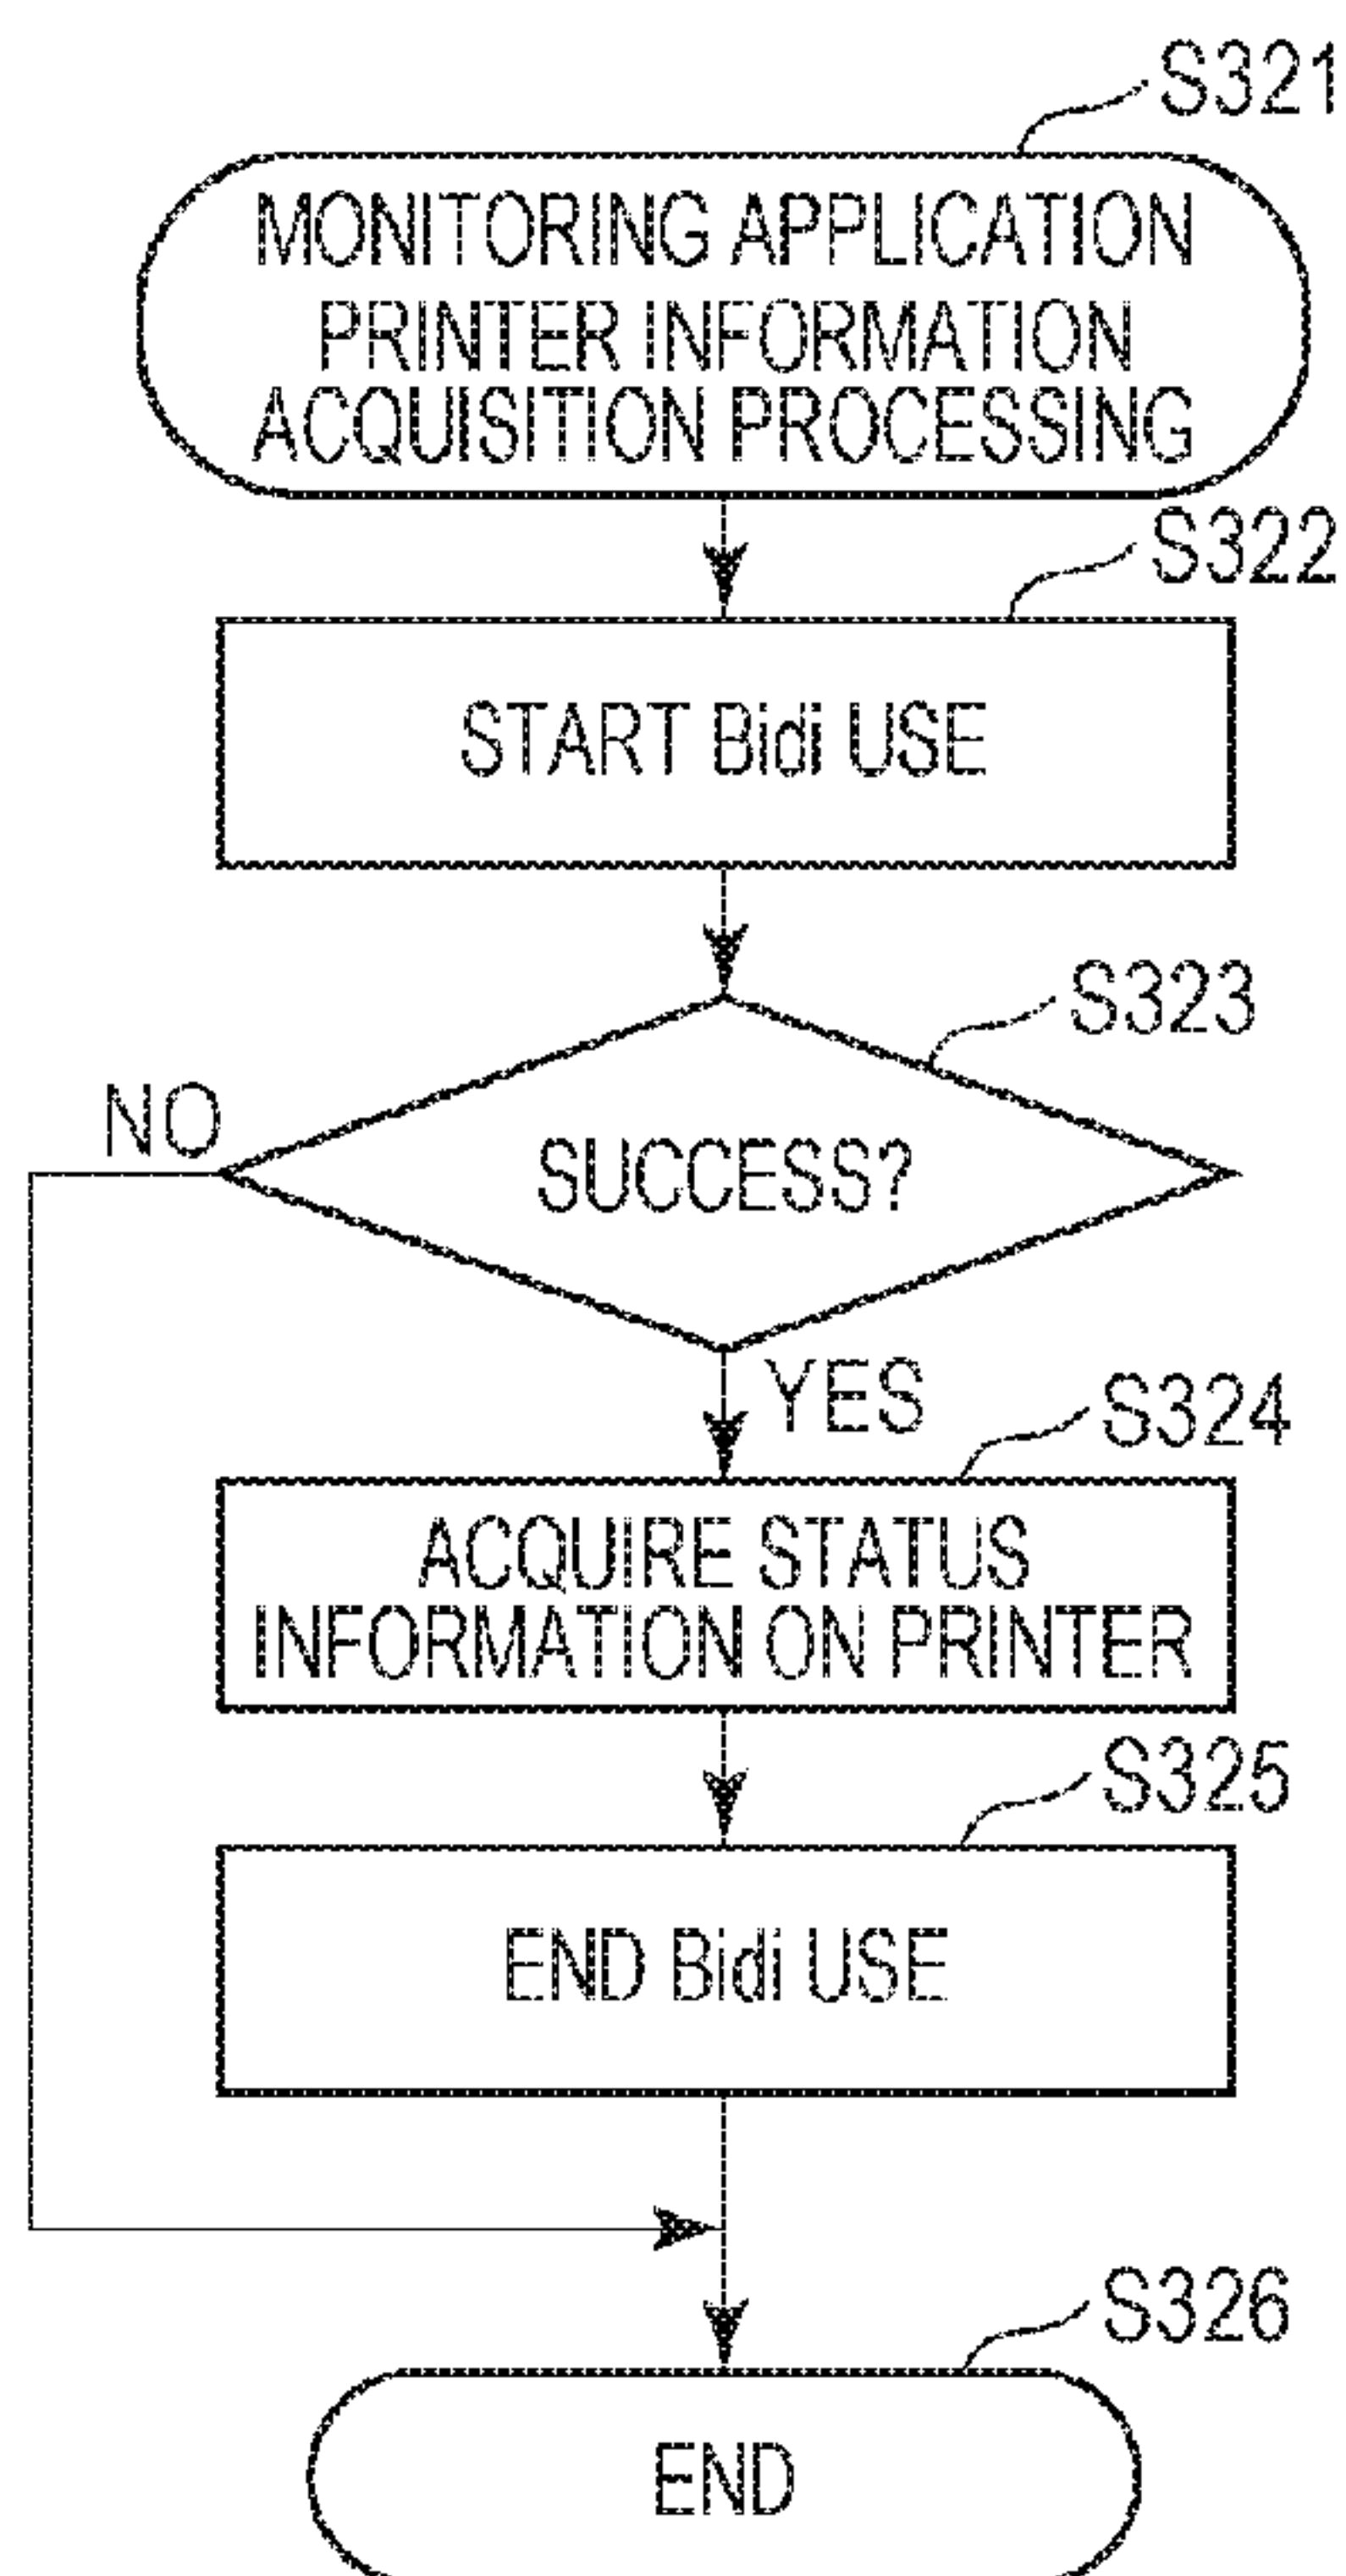 S321
MONITORING APPLICATION
PRINTER INFORMATION
ACQUISITION PROCESSING
S322
START Bidi USE
S323
NO
SUCCESS?
YES
S324
ACQUIRE STATUS
INFORMATION ON PRINTER
S325
END Bidi USE
S326
END